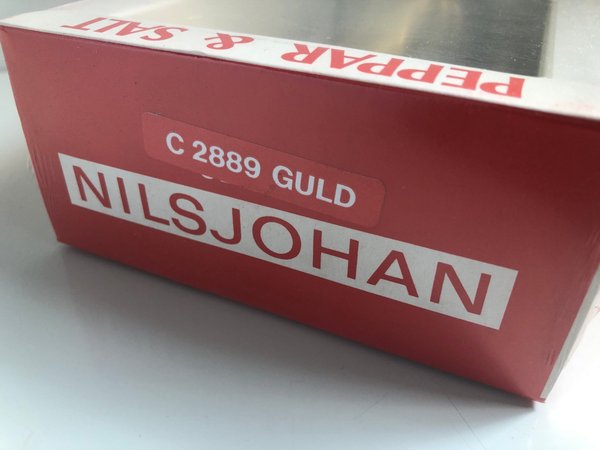 PEPPAR & SALT
C 2889 GULD
NILSJOHAN